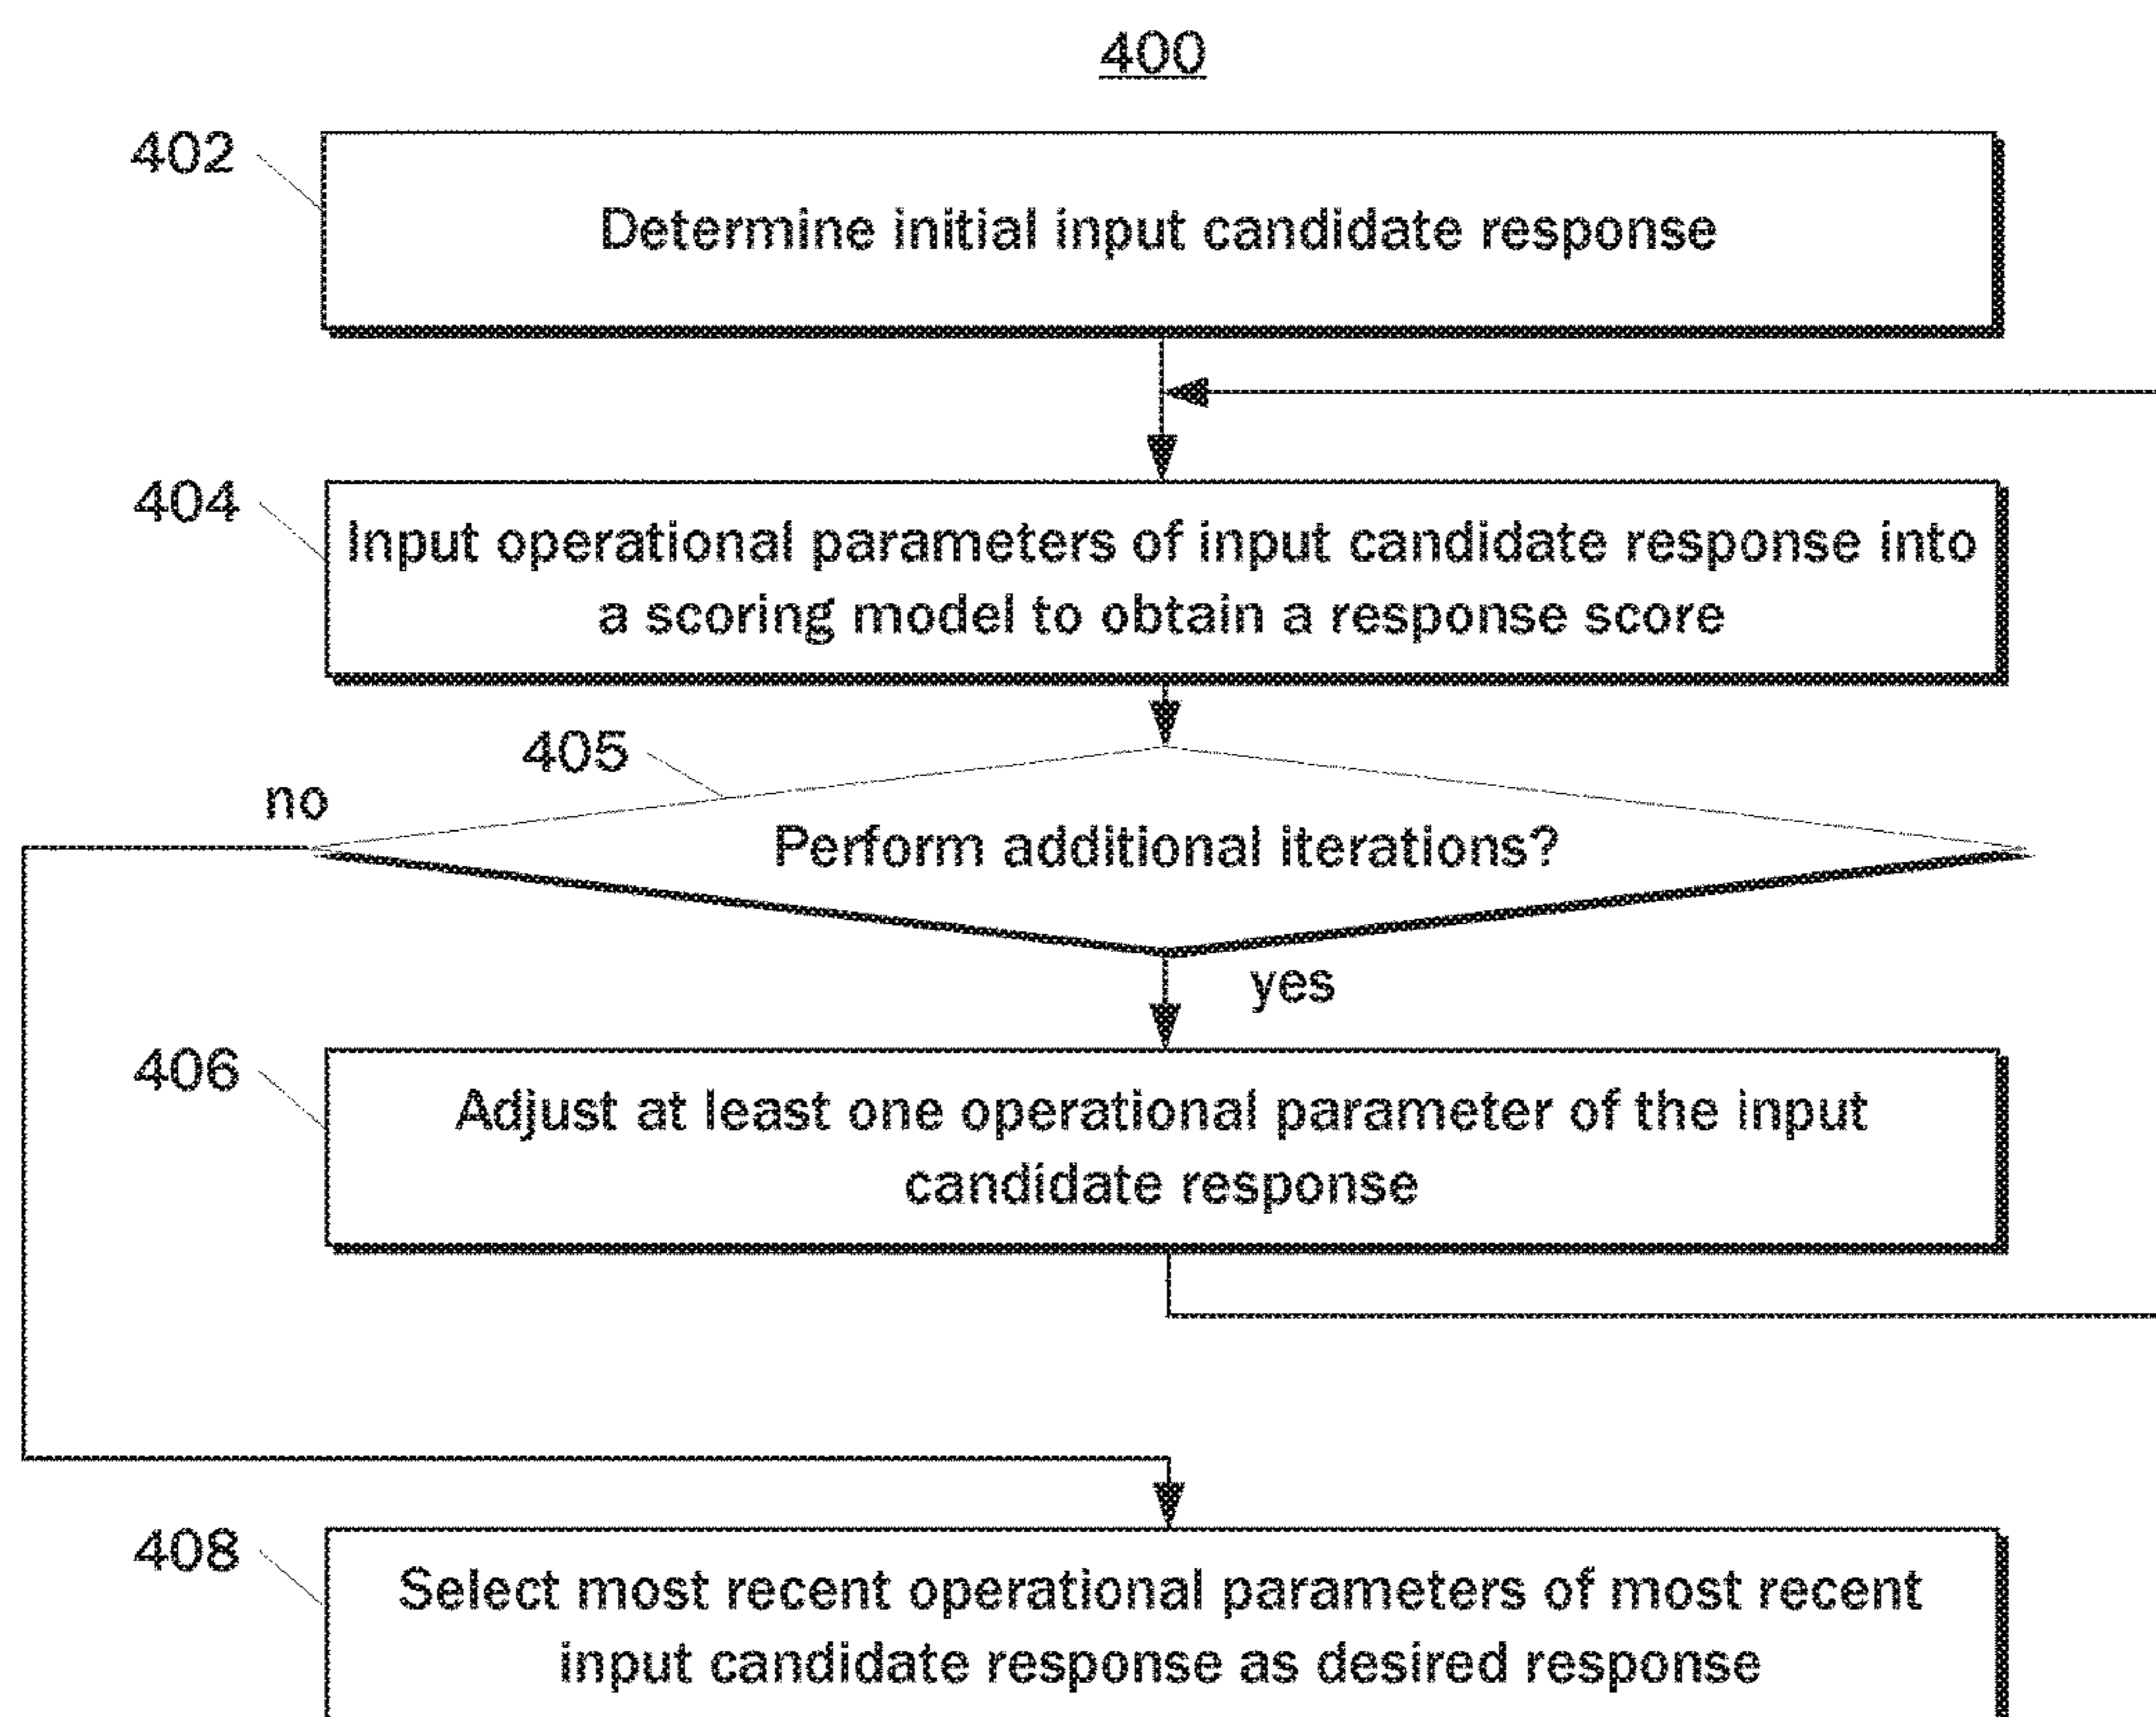 400
402
Determine initial input candidate response
404
Input operational parameters of input candidate response into
a scoring model to obtain a response score
405
no
Perform additional iterations?
yes
406
Adjust at least one operational parameter of the input
candidate response
408
Select most recent operational parameters of most recent
input candidate response as desired response